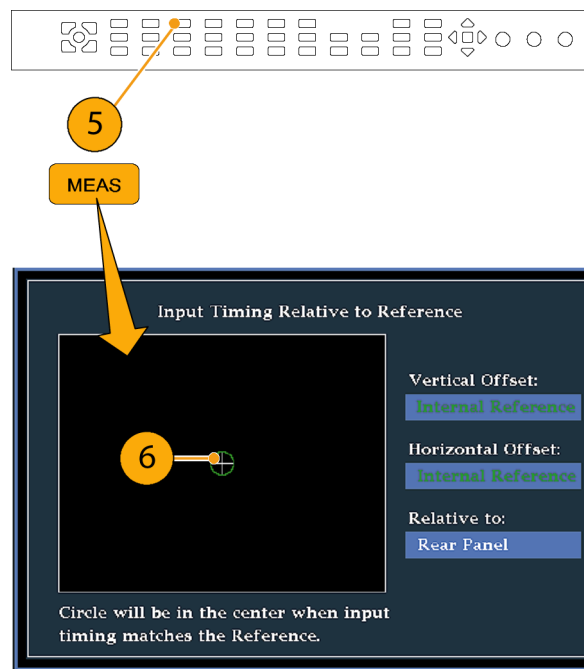 5
MEAS
Input Timing Relative to Reference
Vertical Offset:
Internal Reference
Horizontal Offset:
Internal Reference
6
Relative to:
Rear Panel
Circle will be in the center when input
timing matches the Reference.